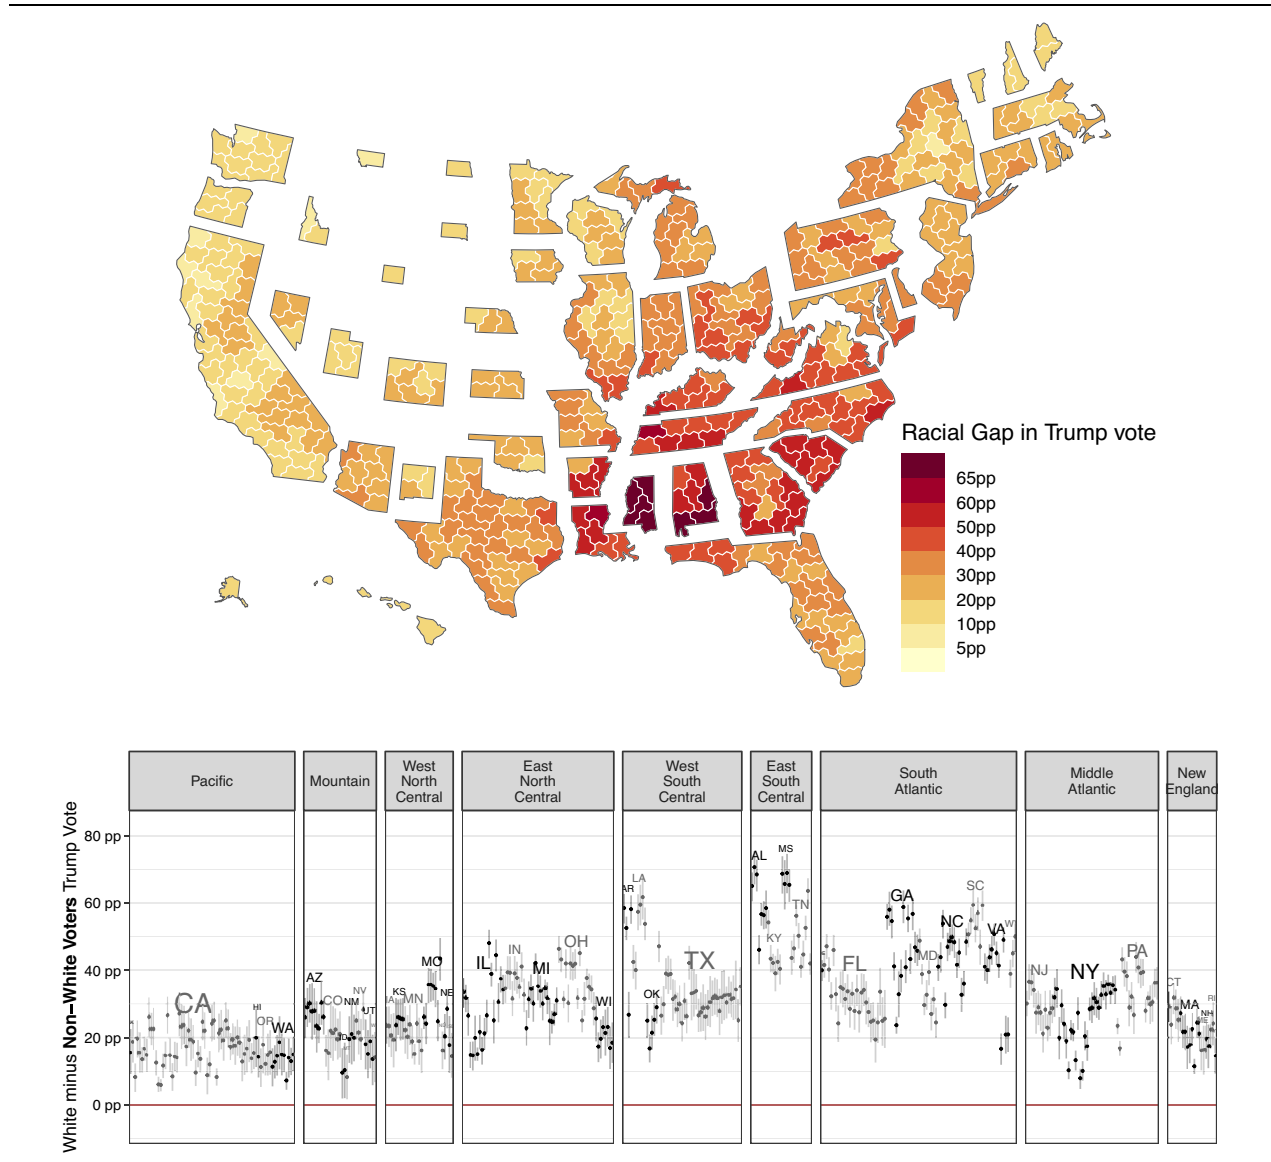 Racial Gap in Trump vote
65pp
60pp
50pp
40pp
30pp
20pp
10pp
5pp
Pacific
Mountain
West
North
Central
East
North
Central
West
South
Central
East
South
Central
South
Atlantic
Middle
Atlantic
New
England
White minus Non−White Voters Trump Vote
80 pp
60 pp
40 pp
20 pp
0 pp
CA
HI
OR
WA
AZ
CO
NM
NV
UT
KS
MN
MO
NE
IL
IN
MI
OH
WI
AR
LA
OK
TX
AL
KY
MS
TN
FL
GA
MD
NC
SC
VA
NJ
NY
PA
CT
MA
NH
RI